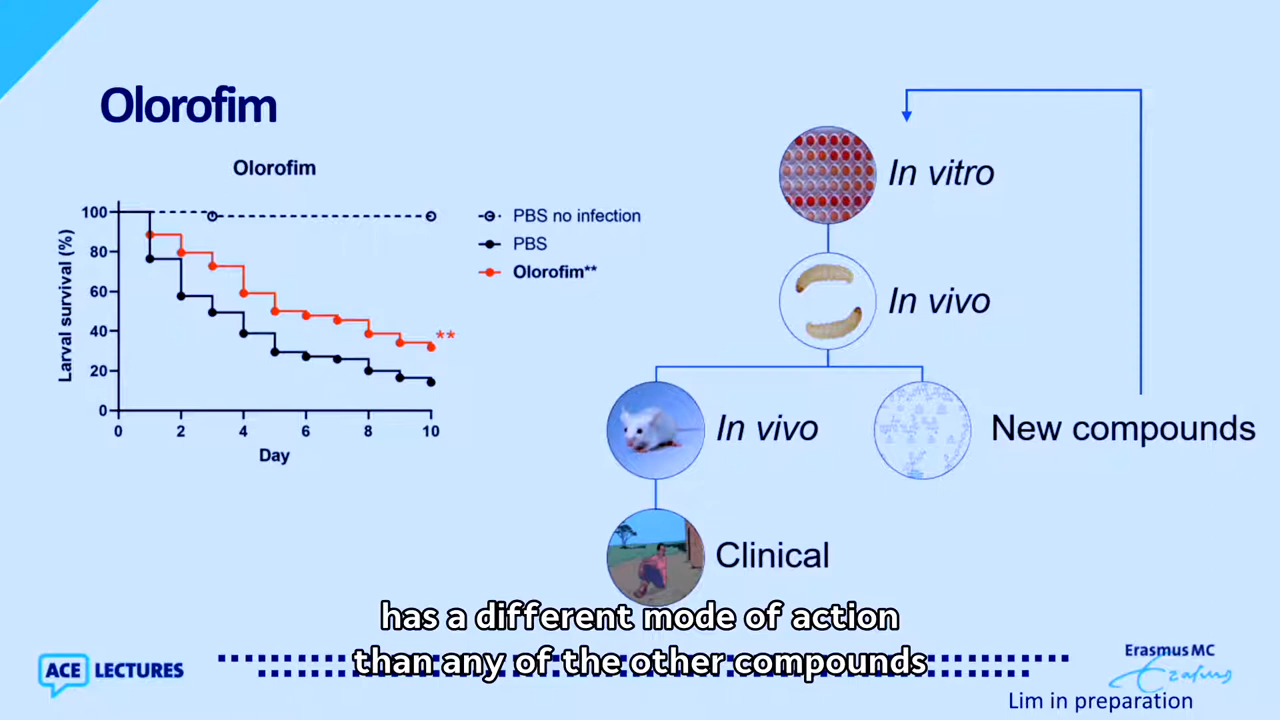 Olorofim
Olorofim
100
80
60
40
20
0
Larval survival (%)
0 2 4 6 8 10
Day
PBS no infection
PBS
Olorofim**
**
In vitro
In vivo
In vivo
New compounds
Clinical
has a different mode of action
than any of the other compounds
ACE LECTURES
Erasmus MC
Erasmus
Lim in preparation